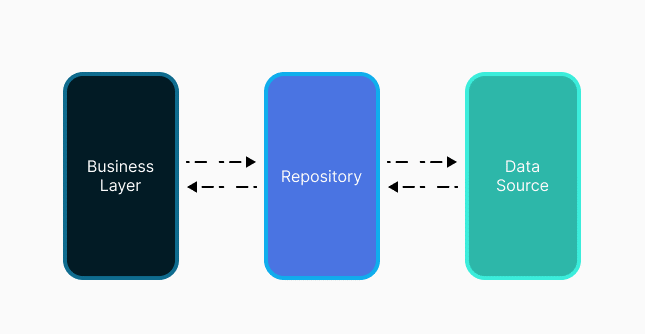 Business
Layer
Repository
Data
Source